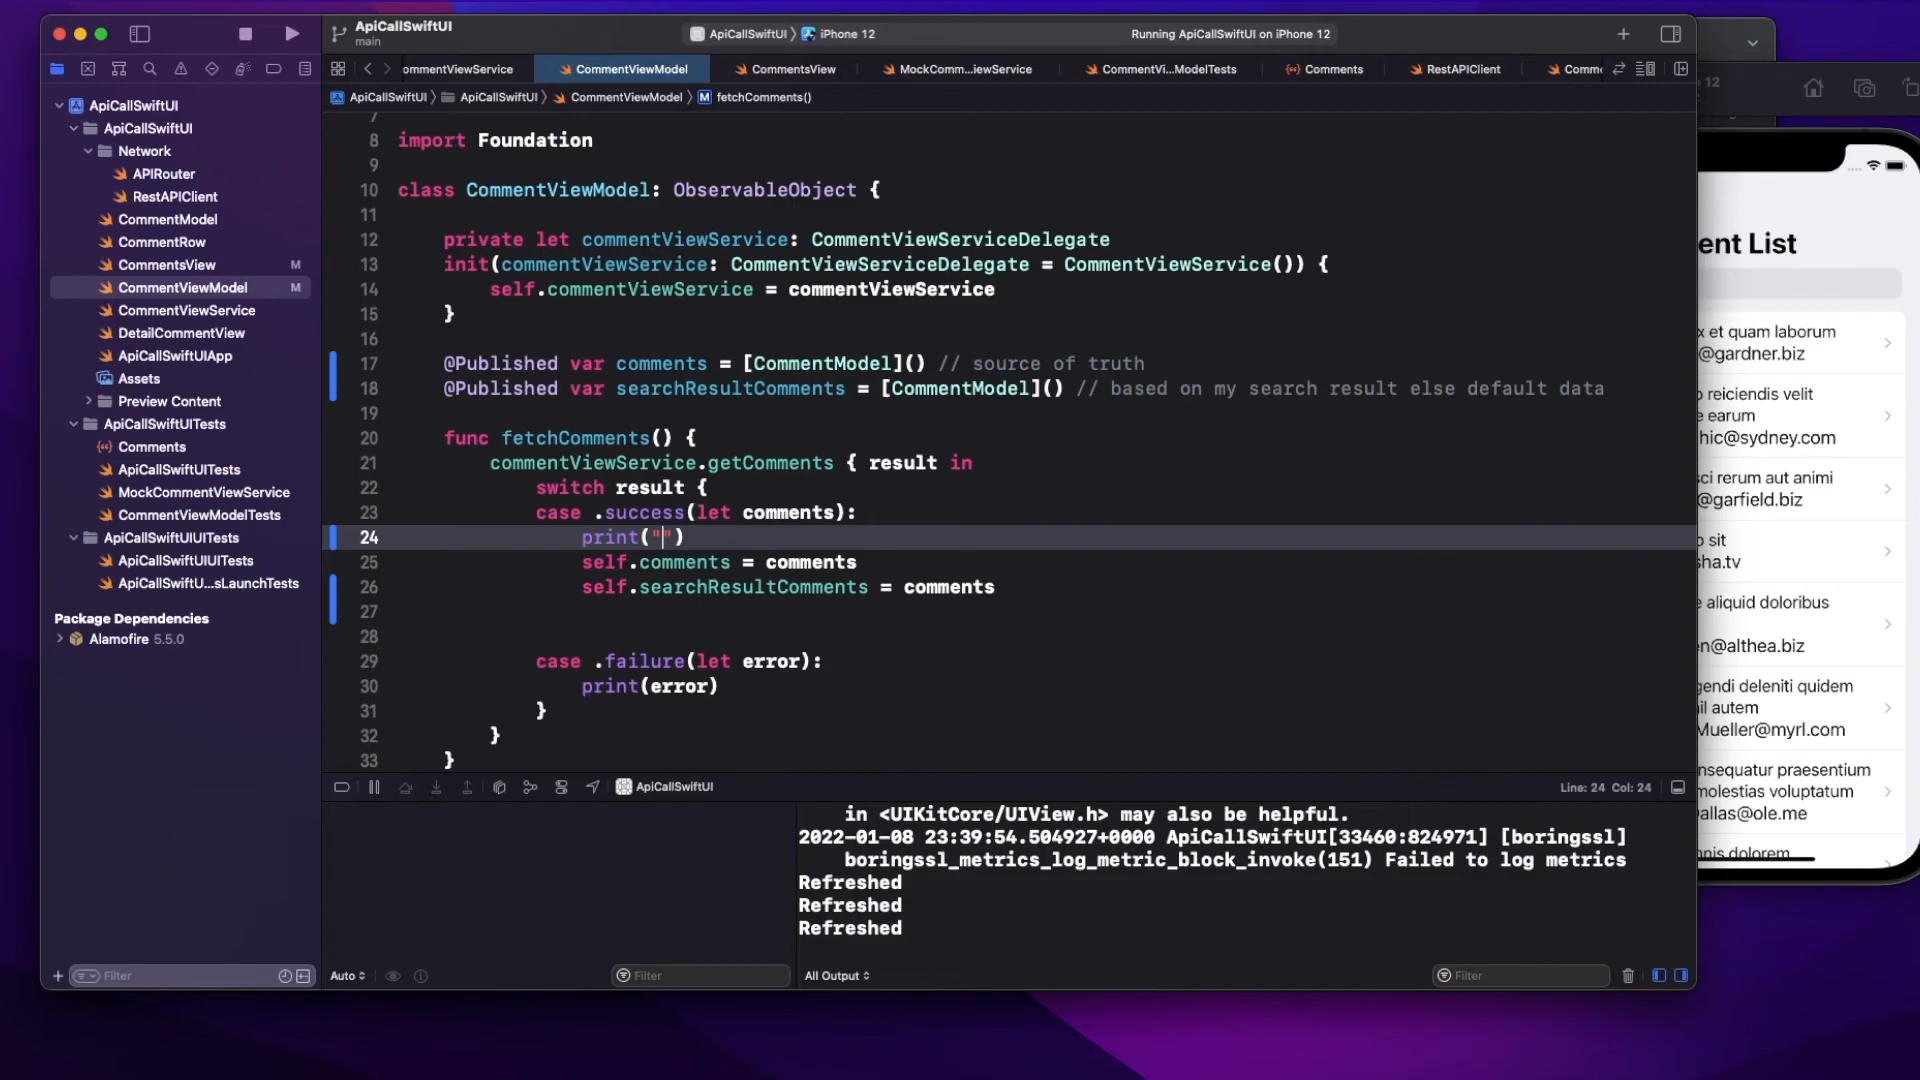 ApiCallSwiftUI
main
ApiCallSwiftUI 〉 iPhone 12
Running ApiCallSwiftUI on iPhone 12
12
ommentViewService
CommentViewModel
CommentsView
MockComm...iewService
CommentVi...ModelTests
Comments
RestAPIClient
Comme
ApiCallSwiftUI 〉 ApiCallSwiftUI 〉 CommentViewModel 〉 M fetchComments()
ApiCallSwiftUI
ApiCallSwiftUI
Network
APIRouter
RestAPIClient
CommentModel
CommentRow
CommentsView M
CommentViewModel M
CommentViewService
DetailCommentView
ApiCallSwiftUIApp
Assets
Preview Content
ApiCallSwiftUITests
Comments
ApiCallSwiftUITests
MockCommentViewService
CommentViewModelTests
ApiCallSwiftUIUITests
ApiCallSwiftUIUITests
ApiCallSwiftU...sLaunchTests
Package Dependencies
Alamofire 5.5.0
Filter
7
8 import Foundation
9
10 class CommentViewModel: ObservableObject {
11
12 private let commentViewService: CommentViewServiceDelegate
13 init(commentViewService: CommentViewServiceDelegate = CommentViewService()) {
14 self.commentViewService = commentViewService
15 }
16
17 @Published var comments = [CommentModel]() // source of truth
18 @Published var searchResultComments = [CommentModel]() // based on my search result else default data
19
20 func fetchComments() {
21 commentViewService.getComments { result in
22 switch result {
23 case .success(let comments):
24 print("")
25 self.comments = comments
26 self.searchResultComments = comments
27
28
29 case .failure(let error):
30 print(error)
31 }
32 }
33 }
ApiCallSwiftUI
Line: 24 Col: 24
in <UIKitCore/UIView.h> may also be helpful.
2022-01-08 23:39:54.504927+0000 ApiCallSwiftUI[33460:824971] [boringssl]
boringssl_metrics_log_metric_block_invoke(151) Failed to log metrics
Refreshed
Refreshed
Refreshed
Auto
Filter
All Output
Filter
ent List
x et quam laborum
@gardner.biz
o reiciendis velit
e earum
hic@sydney.com
ci rerum aut animi
@garfield.biz
o sit
sha.tv
e aliquid doloribus
en@althea.biz
gendi deleniti quidem
il autem
Mueller@myrl.com
nsequatur praesentium
molestias voluptatum
Dallas@ole.me
nnis dolorem